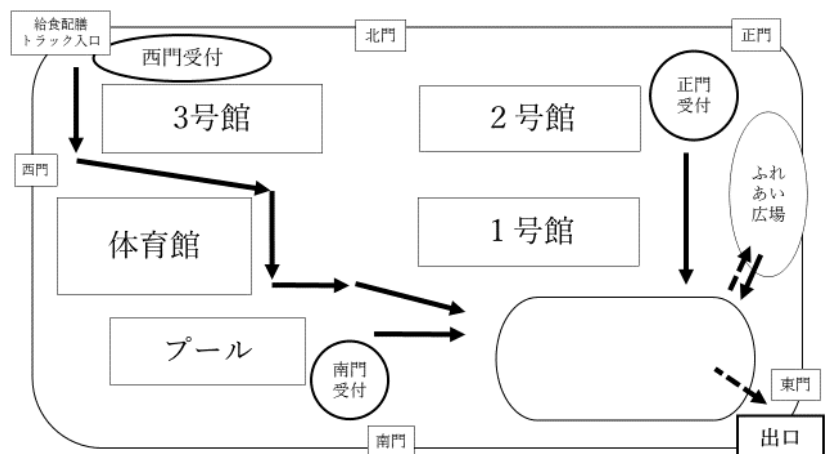 給食配膳
トラック入口
西門受付
北門
正門
正門
受付
3号館
２号館
西門
ふれ
あい
広場
体育館
１号館
プール
南門
受付
東門
南門
出口